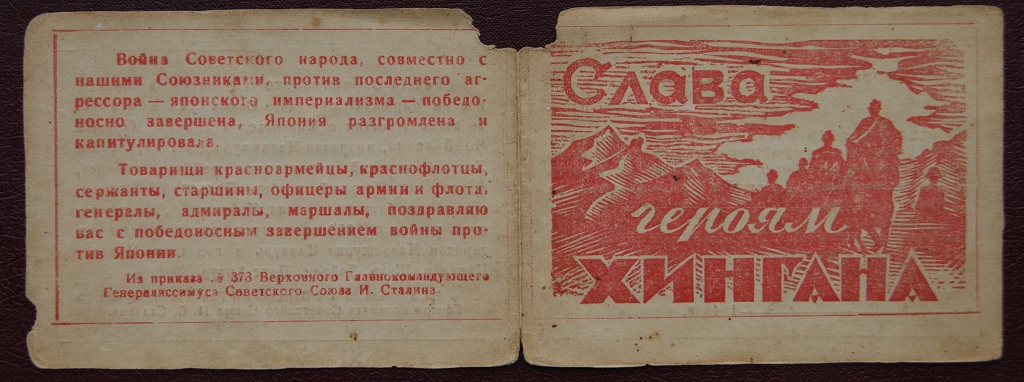 Война Советского народа, совместно с
нашими Союзниками, против последнего аг-
рессора — японского империализма — победо-
носно завершена, Япония разгромлена и
капитулировала.
Товарищи красноармейцы, краснофлотцы,
сержанты, старшины, офицеры армии и флота,
генералы, адмиралы, маршалы, поздравляю
вас с победоносным завершением войны про-
тив Японии.
Из приказа № 373 Верховного Главнокомандующего
Генералиссимуса Советского Союза И. Сталина.
Слава
героям
ХИНГАНА